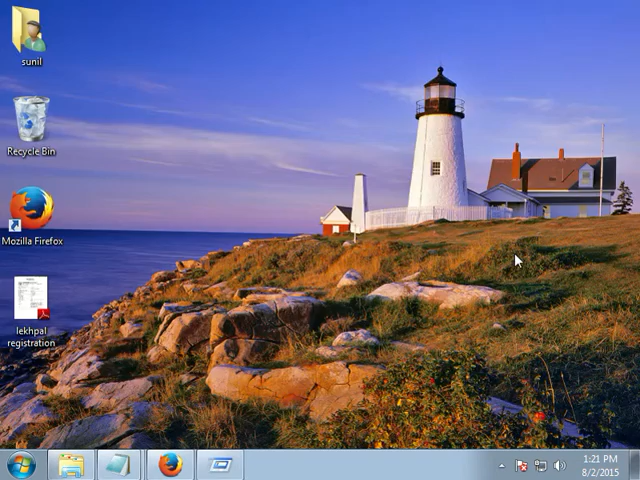 sunil
Recycle Bin
Mozilla Firefox
lekhpal
registration
1:21 PM
8/2/2015